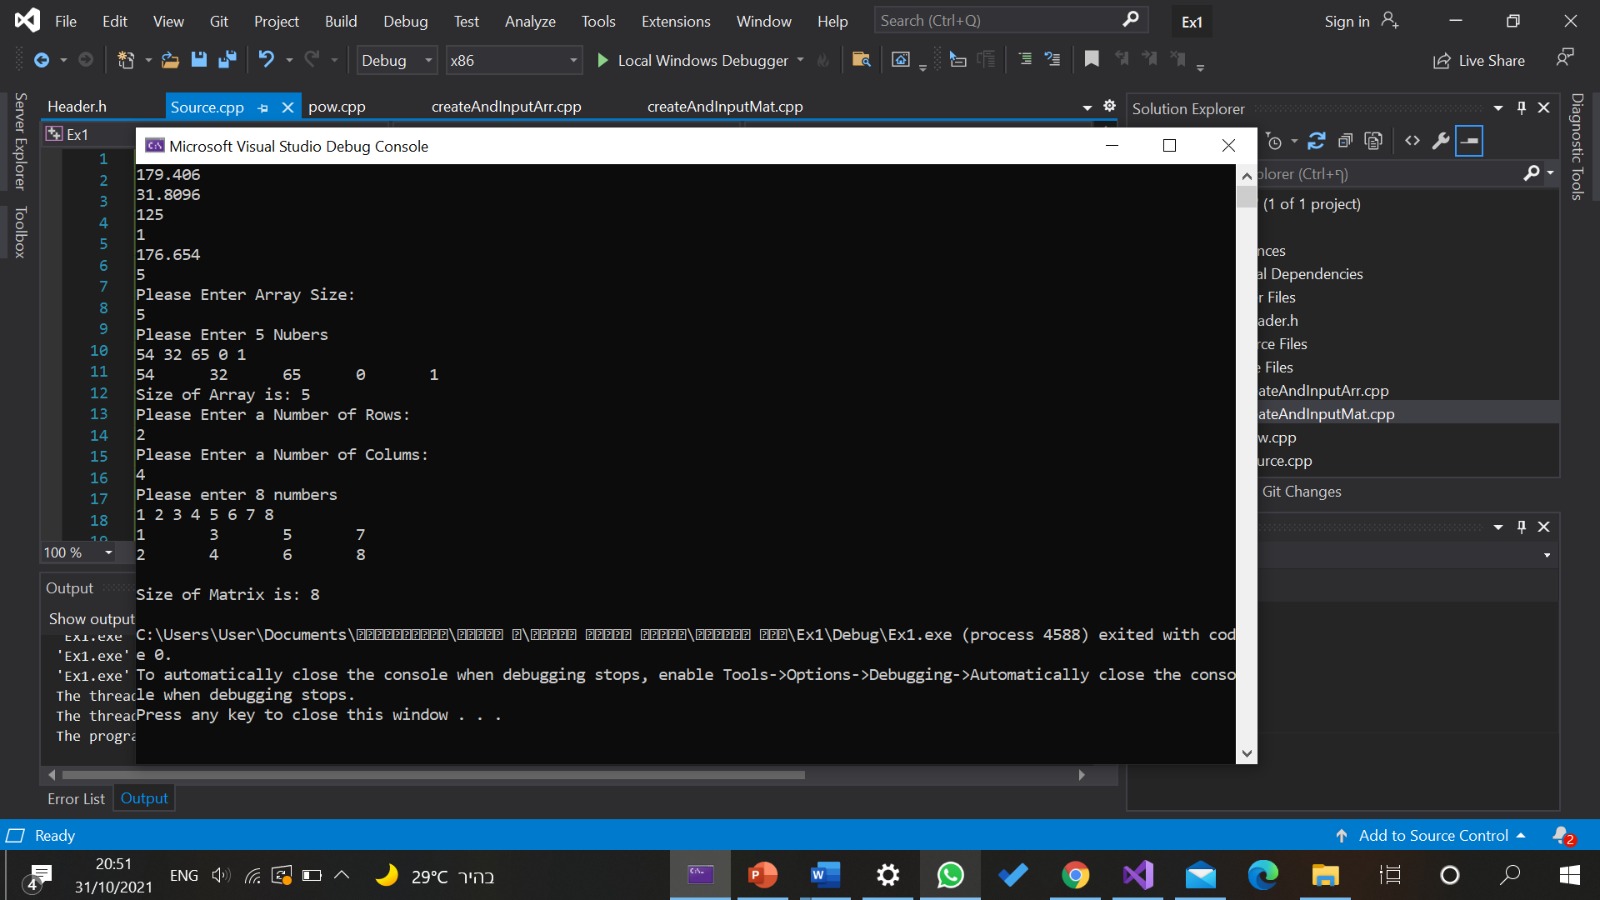 File Edit View Git Project Build Debug Test Analyze Tools Extensions Window Help Search (Ctrl+Q) Ex1 Sign in
Debug x86 Local Windows Debugger Live Share
Header.h Source.cpp pow.cpp createAndInputArr.cpp createAndInputMat.cpp
Server Explorer
Toolbox
Ex1
1
2
3
4
5
6
7
8
9
10
11
12
13
14
15
16
17
18
19
100 %
Microsoft Visual Studio Debug Console
179.406
31.8096
125
1
176.654
5
Please Enter Array Size:
5
Please Enter 5 Nubers
54 32 65 0 1
54 32 65 0 1
Size of Array is: 5
Please Enter a Number of Rows:
2
Please Enter a Number of Colums:
4
Please enter 8 numbers
1 2 3 4 5 6 7 8
1 3 5 7
2 4 6 8
Size of Matrix is: 8
C:\Users\User\Documents\ \ \ \ \Ex1\Debug\Ex1.exe (process 4588) exited with cod
e 0.
To automatically close the console when debugging stops, enable Tools->Options->Debugging->Automatically close the conso
le when debugging stops.
Press any key to close this window . . .
Solution Explorer
plorer (Ctrl+ף)
(1 of 1 project)
nces
al Dependencies
r Files
ader.h
rce Files
e Files
ateAndInputArr.cpp
ateAndInputMat.cpp
w.cpp
urce.cpp
Git Changes
Diagnostic Tools
Output
Show output
'Ex1.exe'
'Ex1.exe'
'Ex1.exe'
The thread
The thread
The progra
Error List Output
Ready Add to Source Control 2
4 20:51 ENG 29°C בהיר
31/10/2021